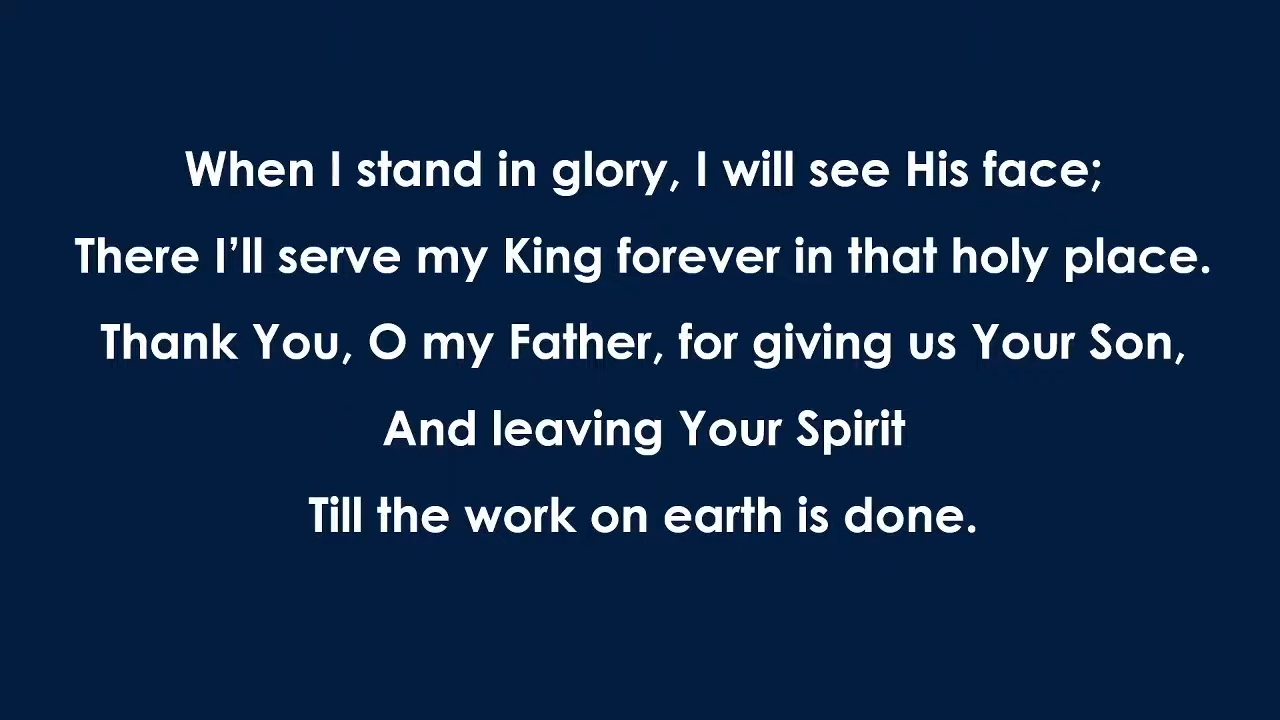 When I stand in glory, I will see His face;
There I’ll serve my King forever in that holy place.
Thank You, O my Father, for giving us Your Son,
And leaving Your Spirit
Till the work on earth is done.